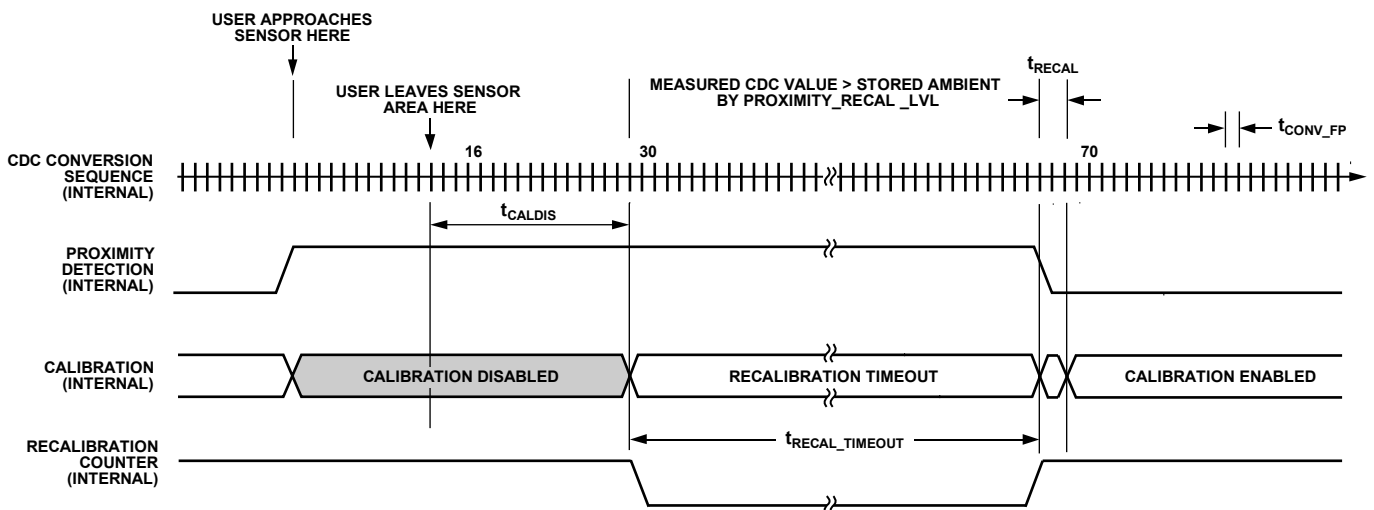 USER APPROACHES
SENSOR HERE
USER LEAVES SENSOR
AREA HERE
MEASURED CDC VALUE > STORED AMBIENT
BY PROXIMITY_RECAL _LVL
tRECAL
tCONV_FP
CDC CONVERSION
SEQUENCE
(INTERNAL)
16
30
70
tCALDIS
PROXIMITY
DETECTION
(INTERNAL)
CALIBRATION
(INTERNAL)
CALIBRATION DISABLED
RECALIBRATION TIMEOUT
CALIBRATION ENABLED
RECALIBRATION
COUNTER
(INTERNAL)
tRECAL_TIMEOUT